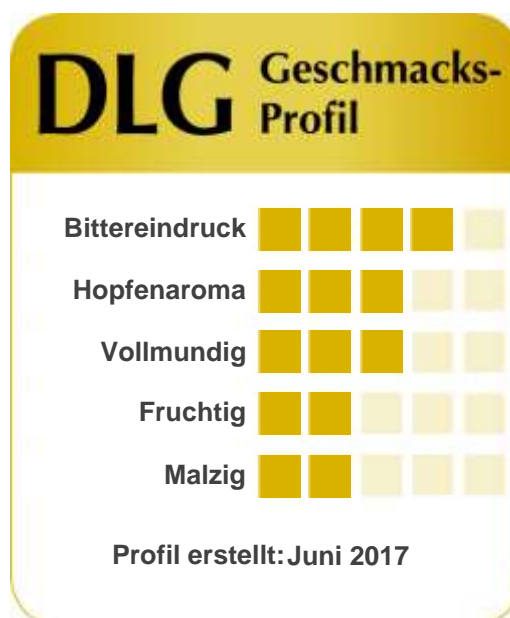 DLG Geschmacks-
Profil
Bittereindruck
Hopfenaroma
Vollmundig
Fruchtig
Malzig
Profil erstellt: Juni 2017